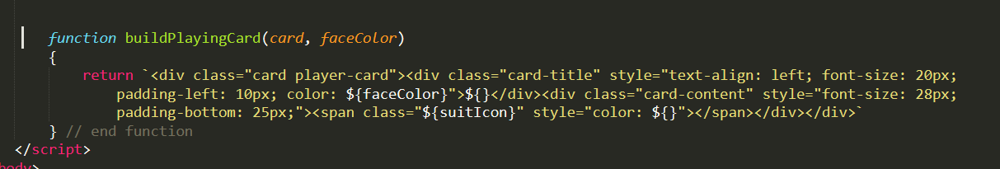 function buildPlayingCard(card, faceColor)
{
return `<div class="card player-card"><div class="card-title" style="text-align: left; font-size: 20px;
padding-left: 10px; color: ${faceColor}">${}</div><div class="card-content" style="font-size: 28px;
padding-bottom: 25px;"><span class="${suitIcon}" style="color: ${}"></span></div></div>`
} // end function
</script>
body>